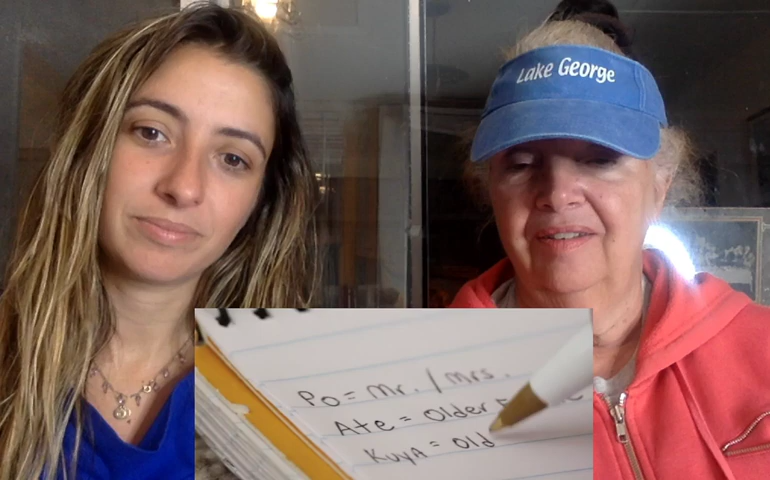 Lake George
Po = Mr. / Mrs.
Ate = Older
Kuya = Old